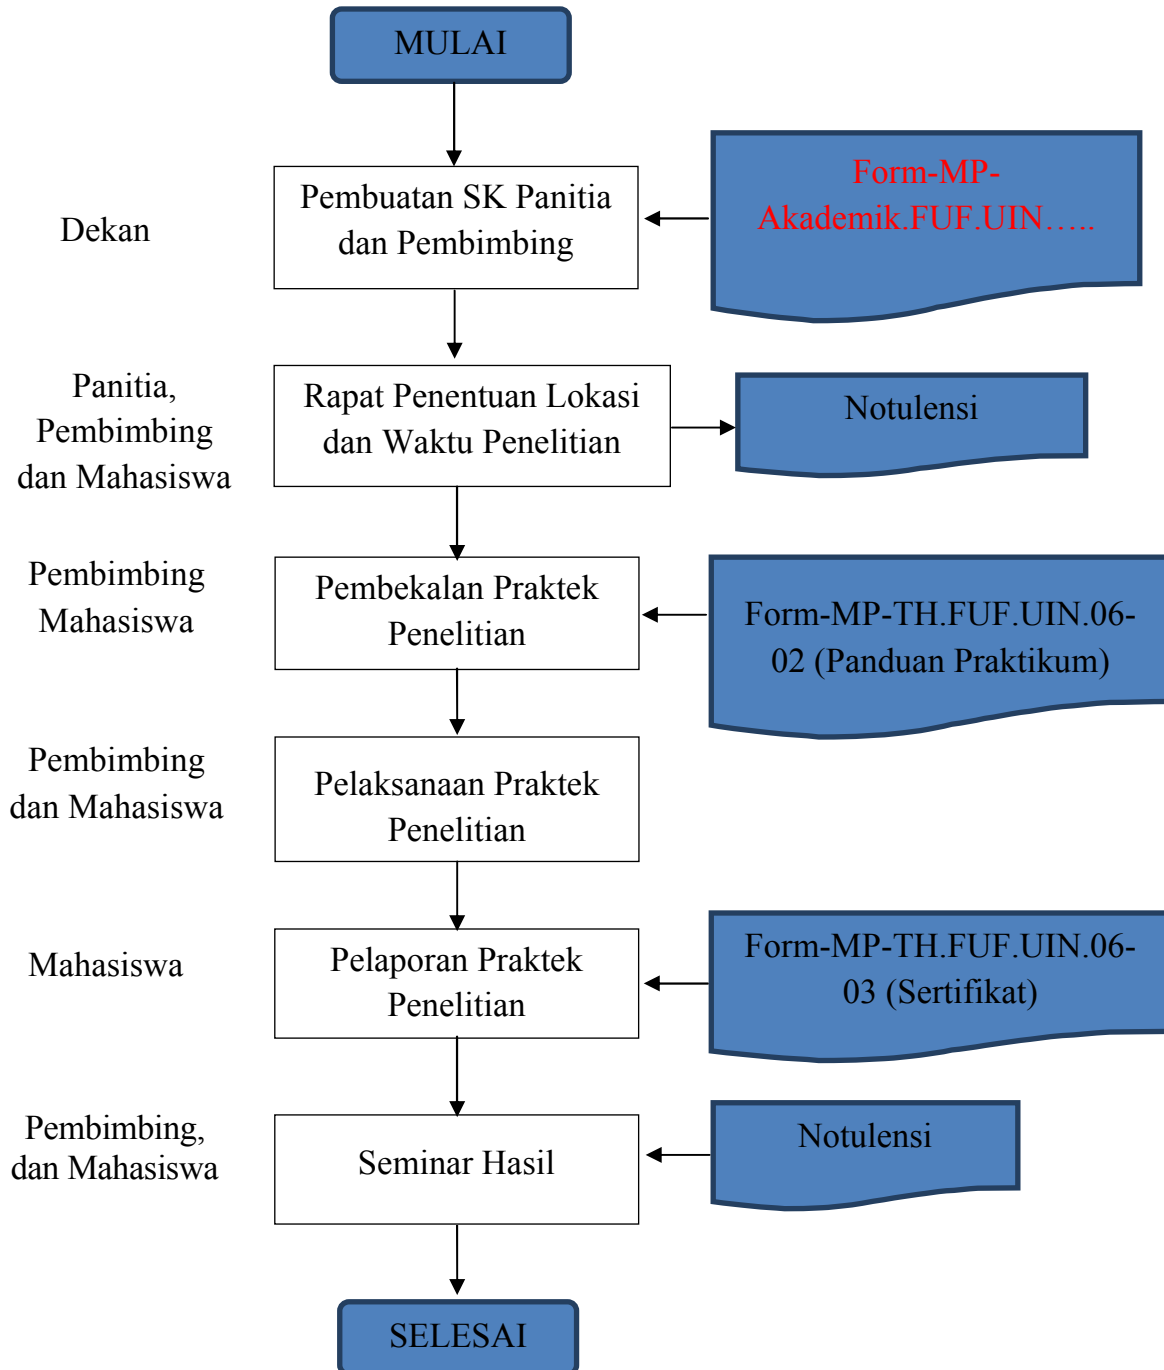 MULAI
Dekan
Pembuatan SK Panitia
dan Pembimbing
Form-MP-
Akademik.FUF.UIN…..
Panitia,
Pembimbing
dan Mahasiswa
Rapat Penentuan Lokasi
dan Waktu Penelitian
Notulensi
Pembimbing
Mahasiswa
Pembekalan Praktek
Penelitian
Form-MP-TH.FUF.UIN.06-
02 (Panduan Praktikum)
Pembimbing
dan Mahasiswa
Pelaksanaan Praktek
Penelitian
Mahasiswa
Pelaporan Praktek
Penelitian
Form-MP-TH.FUF.UIN.06-
03 (Sertifikat)
Pembimbing,
dan Mahasiswa
Seminar Hasil
Notulensi
SELESAI